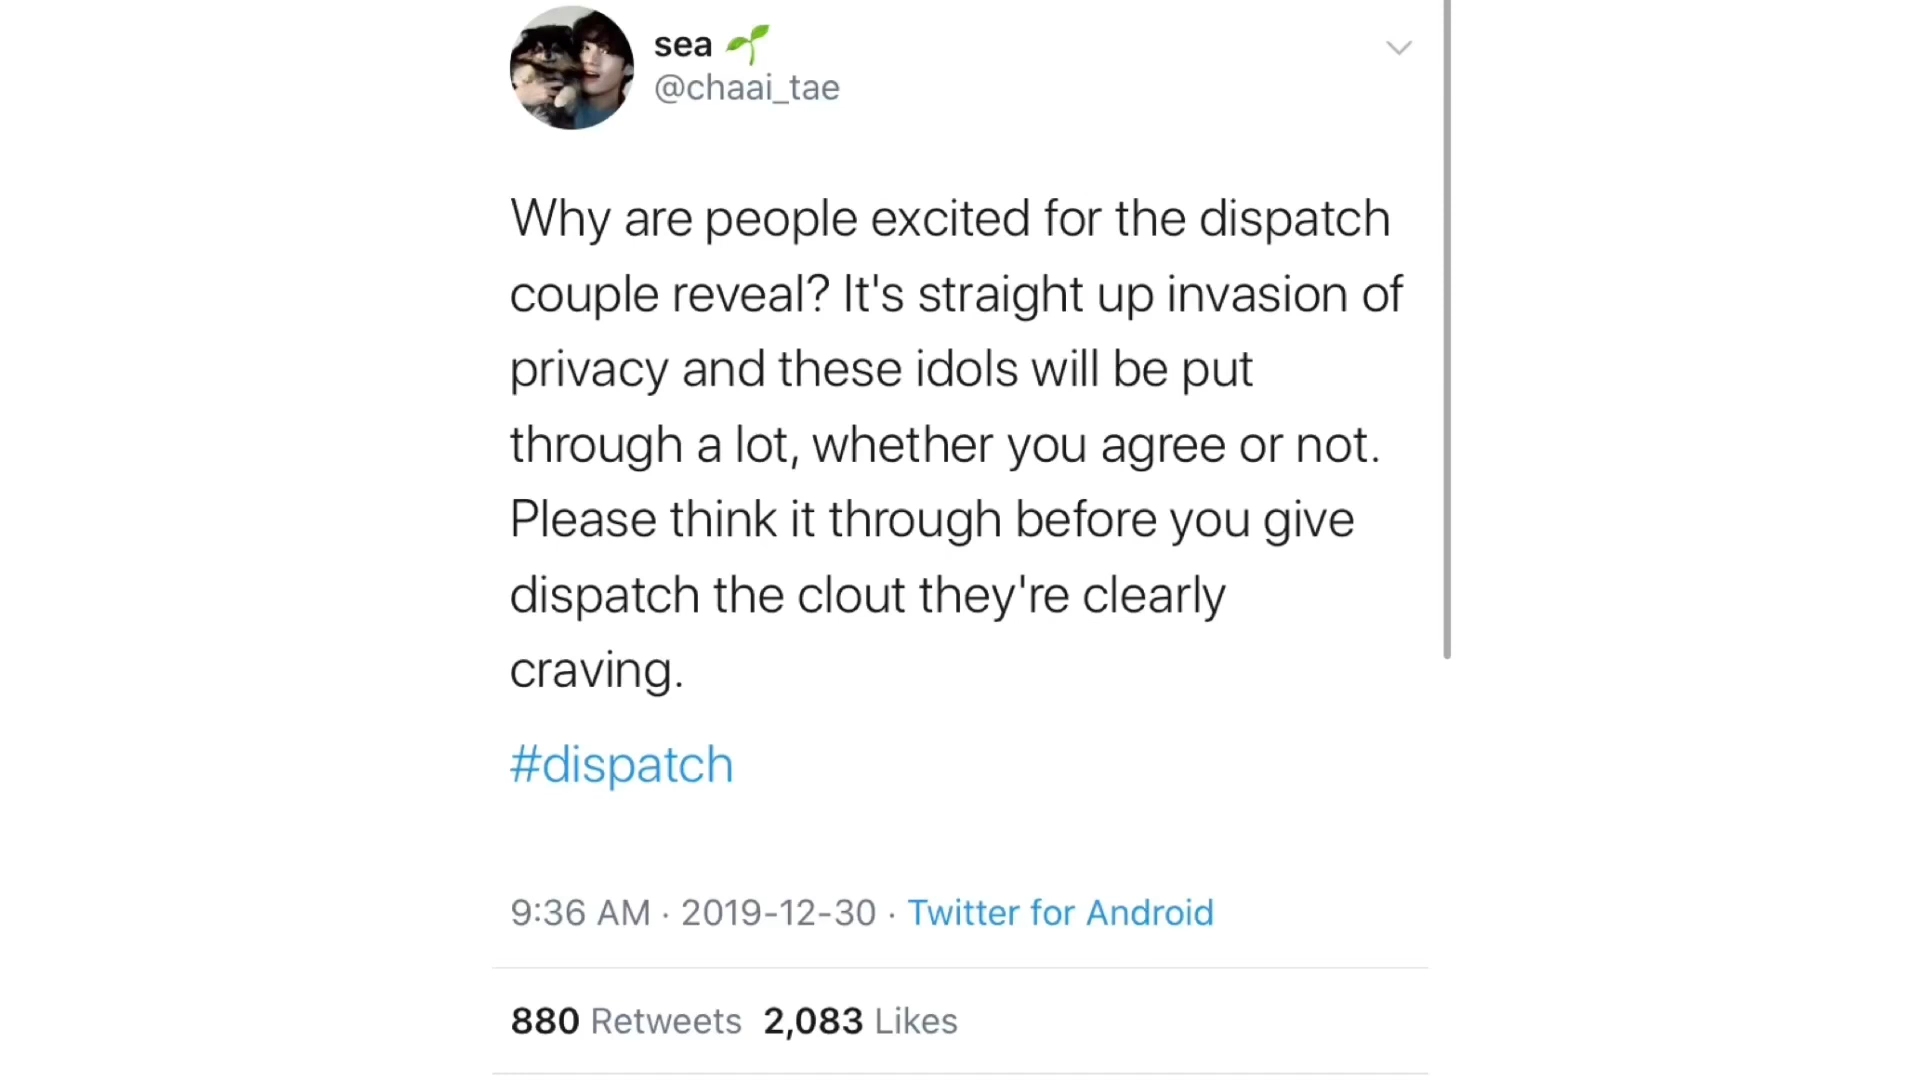 sea 🌱
@chaai_tae
Why are people excited for the dispatch
couple reveal? It's straight up invasion of
privacy and these idols will be put
through a lot, whether you agree or not.
Please think it through before you give
dispatch the clout they're clearly
craving.
#dispatch
9:36 AM · 2019-12-30 · Twitter for Android
880 Retweets 2,083 Likes